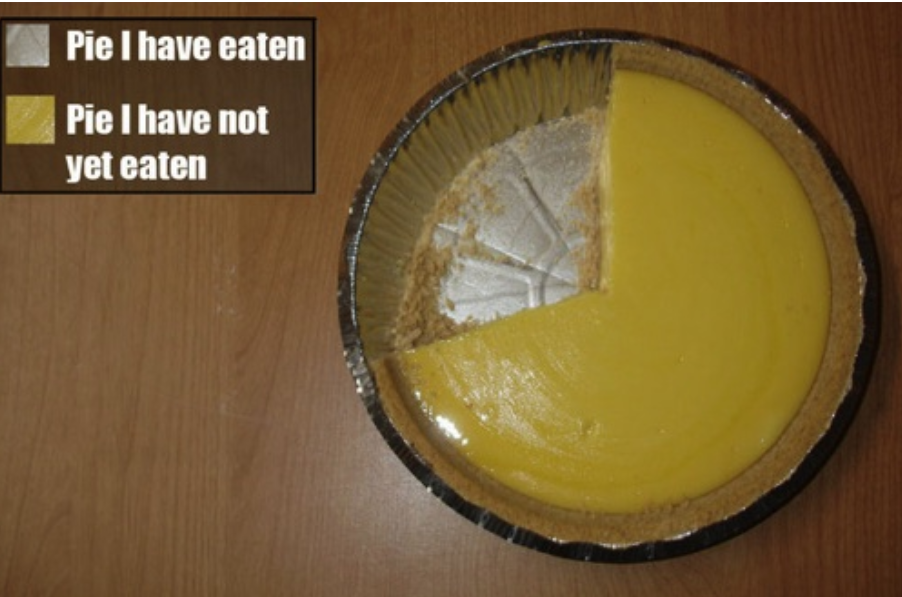 Pie I have eaten
Pie I have not
yet eaten